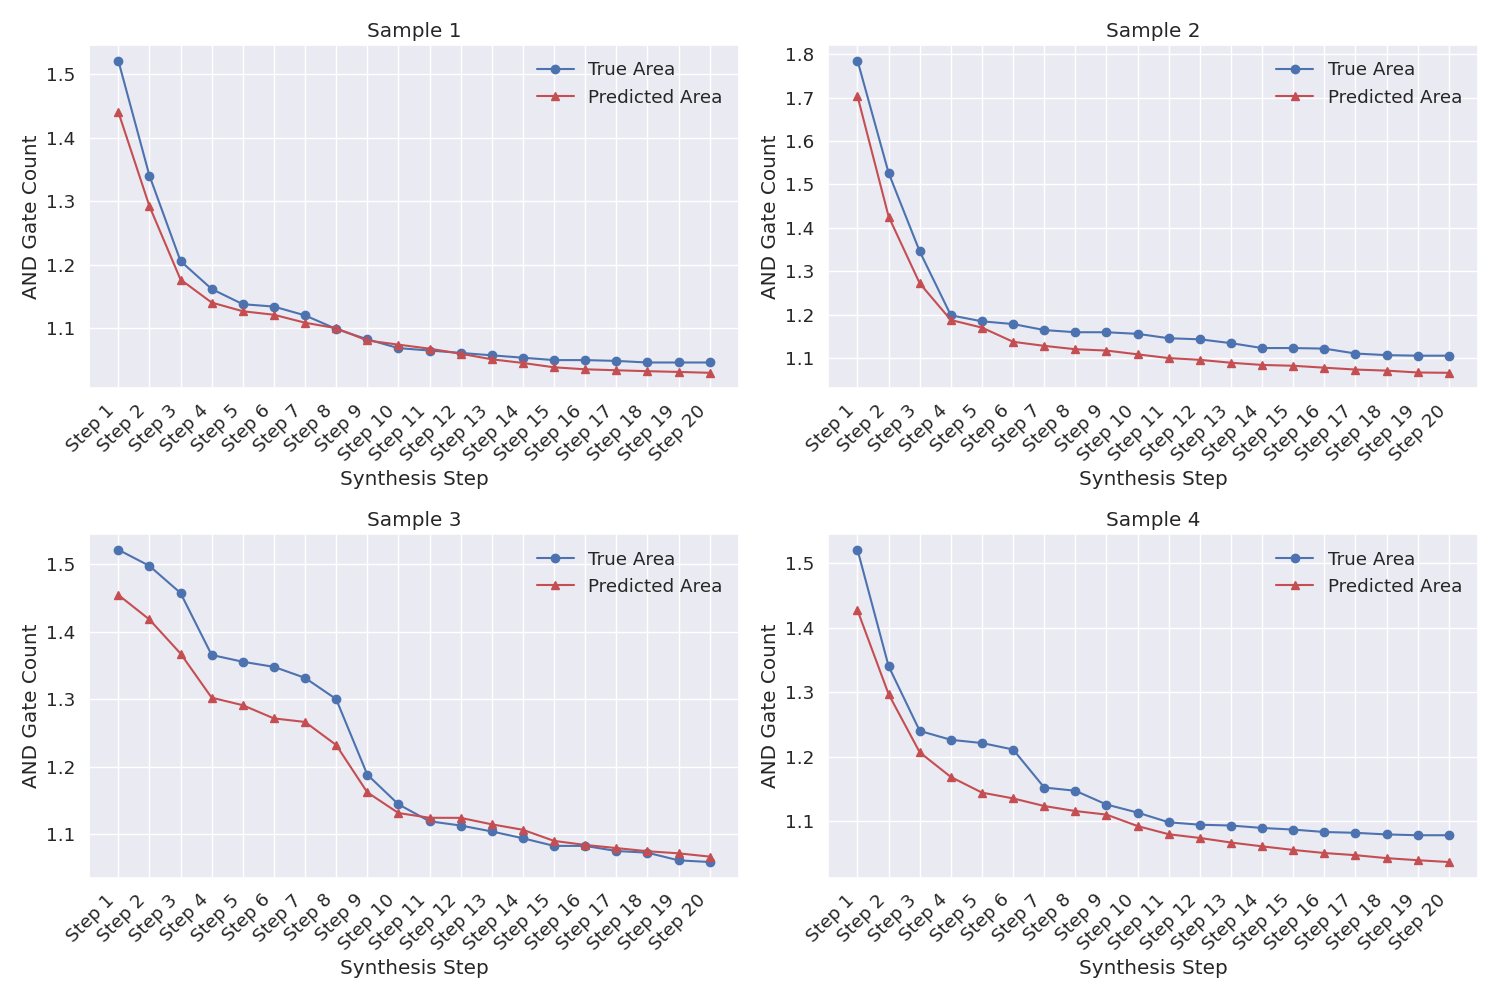 Sample 1
AND Gate Count
1.5
1.4
1.3
1.2
1.1
True Area
Predicted Area
Step 1
Step 2
Step 3
Step 4
Step 5
Step 6
Step 7
Step 8
Step 9
Step 10
Step 11
Step 12
Step 13
Step 14
Step 15
Step 16
Step 17
Step 18
Step 19
Step 20
Synthesis Step
Sample 2
AND Gate Count
1.8
1.7
1.6
1.5
1.4
1.3
1.2
1.1
True Area
Predicted Area
Step 1
Step 2
Step 3
Step 4
Step 5
Step 6
Step 7
Step 8
Step 9
Step 10
Step 11
Step 12
Step 13
Step 14
Step 15
Step 16
Step 17
Step 18
Step 19
Step 20
Synthesis Step
Sample 3
AND Gate Count
1.5
1.4
1.3
1.2
1.1
True Area
Predicted Area
Step 1
Step 2
Step 3
Step 4
Step 5
Step 6
Step 7
Step 8
Step 9
Step 10
Step 11
Step 12
Step 13
Step 14
Step 15
Step 16
Step 17
Step 18
Step 19
Step 20
Synthesis Step
Sample 4
AND Gate Count
1.5
1.4
1.3
1.2
1.1
True Area
Predicted Area
Step 1
Step 2
Step 3
Step 4
Step 5
Step 6
Step 7
Step 8
Step 9
Step 10
Step 11
Step 12
Step 13
Step 14
Step 15
Step 16
Step 17
Step 18
Step 19
Step 20
Synthesis Step